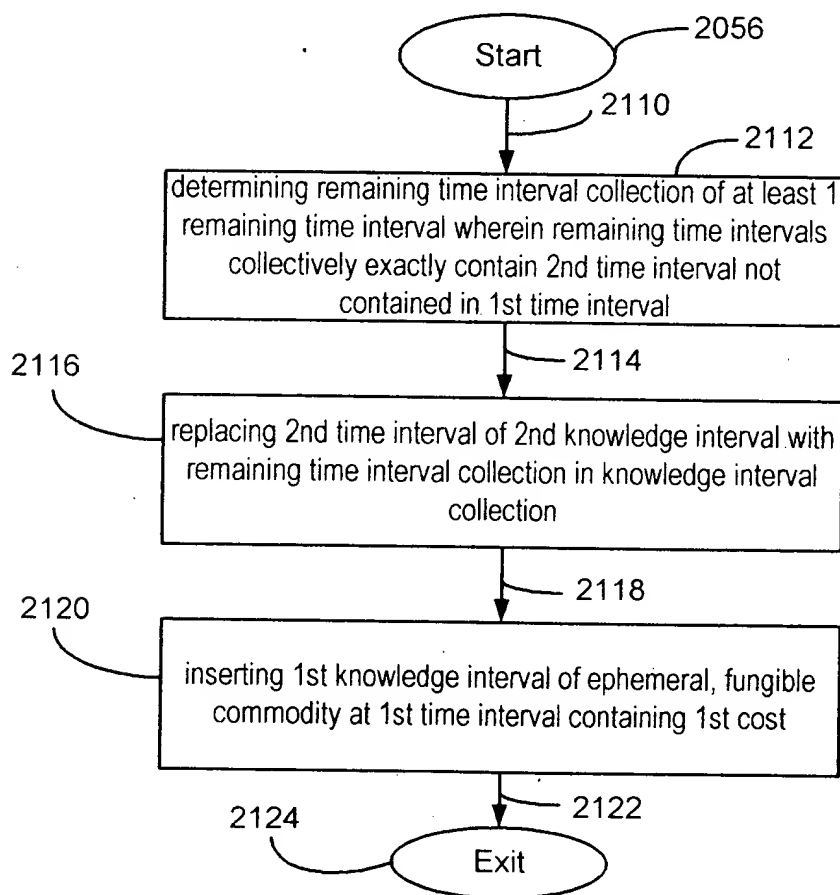 Start
2056
2110
2112
determining remaining time interval collection of at least 1
remaining time interval wherein remaining time intervals
collectively exactly contain 2nd time interval not
contained in 1st time interval
2114
2116
replacing 2nd time interval of 2nd knowledge interval with
remaining time interval collection in knowledge interval
collection
2118
2120
inserting 1st knowledge interval of ephemeral, fungible
commodity at 1st time interval containing 1st cost
2122
2124
Exit